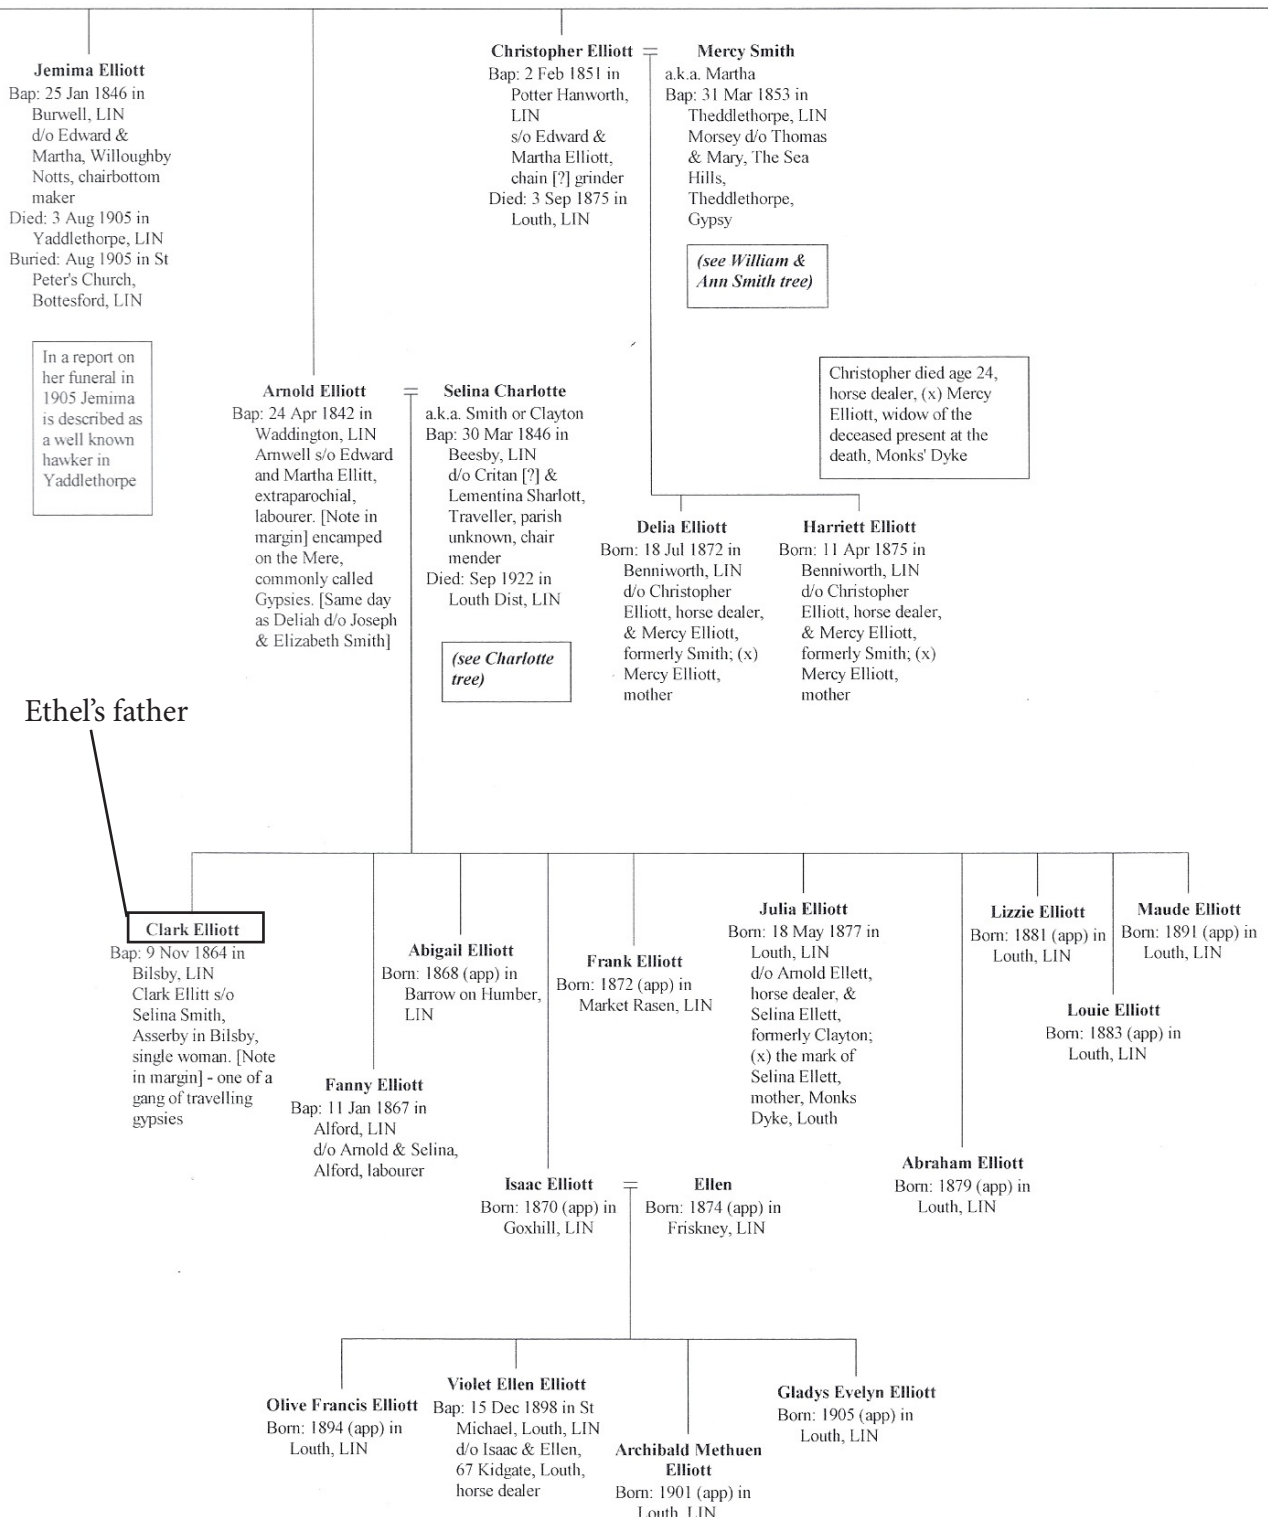 Jemima Elliott
Bap: 25 Jan 1846 in
Burwell, LIN
d/o Edward &
Martha, Willoughby
Notts, chairbottom
maker
Died: 3 Aug 1905 in
Yaddlethorpe, LIN
Buried: Aug 1905 in St
Peter's Church,
Bottesford, LIN
In a report on
her funeral in
1905 Jemima
is described as
a well known
hawker in
Yaddlethorpe
Christopher Elliott
Bap: 2 Feb 1851 in
Potter Hanworth,
LIN
s/o Edward &
Martha Elliott,
chain [?] grinder
Died: 3 Sep 1875 in
Louth, LIN
=
Mercy Smith
a.k.a. Martha
Bap: 31 Mar 1853 in
Theddlethorpe, LIN
Morsey d/o Thomas
& Mary, The Sea
Hills,
Theddlethorpe,
Gypsy
(see William &
Ann Smith tree)
Arnold Elliott
Bap: 24 Apr 1842 in
Waddington, LIN
Arnwell s/o Edward
and Martha Ellitt,
extraparochial,
labourer. [Note in
margin] encamped
on the Mere,
commonly called
Gypsies. [Same day
as Deliah d/o Joseph
& Elizabeth Smith]
=
Selina Charlotte
a.k.a. Smith or Clayton
Bap: 30 Mar 1846 in
Beesby, LIN
d/o Critan [?] &
Lementina Sharlott,
Traveller, parish
unknown, chair
mender
Died: Sep 1922 in
Louth Dist, LIN
(see Charlotte
tree)
Christopher died age 24,
horse dealer, (x) Mercy
Elliott, widow of the
deceased present at the
death, Monks' Dyke
Delia Elliott
Born: 18 Jul 1872 in
Benniworth, LIN
d/o Christopher
Elliott, horse dealer,
& Mercy Elliott,
formerly Smith; (x)
Mercy Elliott,
mother
Harriett Elliott
Born: 11 Apr 1875 in
Benniworth, LIN
d/o Christopher
Elliott, horse dealer,
& Mercy Elliott,
formerly Smith; (x)
Mercy Elliott,
mother
Ethel's father
Clark Elliott
Bap: 9 Nov 1864 in
Bilsby, LIN
Clark Ellitt s/o
Selina Smith,
Asserby in Bilsby,
single woman. [Note
in margin] - one of a
gang of travelling
gypsies
Fanny Elliott
Bap: 11 Jan 1867 in
Alford, LIN
d/o Arnold & Selina,
Alford, labourer
Abigail Elliott
Born: 1868 (app) in
Barrow on Humber,
LIN
Isaac Elliott
Born: 1870 (app) in
Goxhill, LIN
=
Ellen
Born: 1874 (app) in
Friskney, LIN
Frank Elliott
Born: 1872 (app) in
Market Rasen, LIN
Julia Elliott
Born: 18 May 1877 in
Louth, LIN
d/o Arnold Ellett,
horse dealer, &
Selina Ellett,
formerly Clayton;
(x) the mark of
Selina Ellett,
mother, Monks
Dyke, Louth
Abraham Elliott
Born: 1879 (app) in
Louth, LIN
Lizzie Elliott
Born: 1881 (app) in
Louth, LIN
Louie Elliott
Born: 1883 (app) in
Louth, LIN
Maude Elliott
Born: 1891 (app) in
Louth, LIN
Olive Francis Elliott
Born: 1894 (app) in
Louth, LIN
Violet Ellen Elliott
Bap: 15 Dec 1898 in St
Michael, Louth, LIN
d/o Isaac & Ellen,
67 Kidgate, Louth,
horse dealer
Archibald Methuen
Elliott
Born: 1901 (app) in
Louth, LIN
Gladys Evelyn Elliott
Born: 1905 (app) in
Louth, LIN